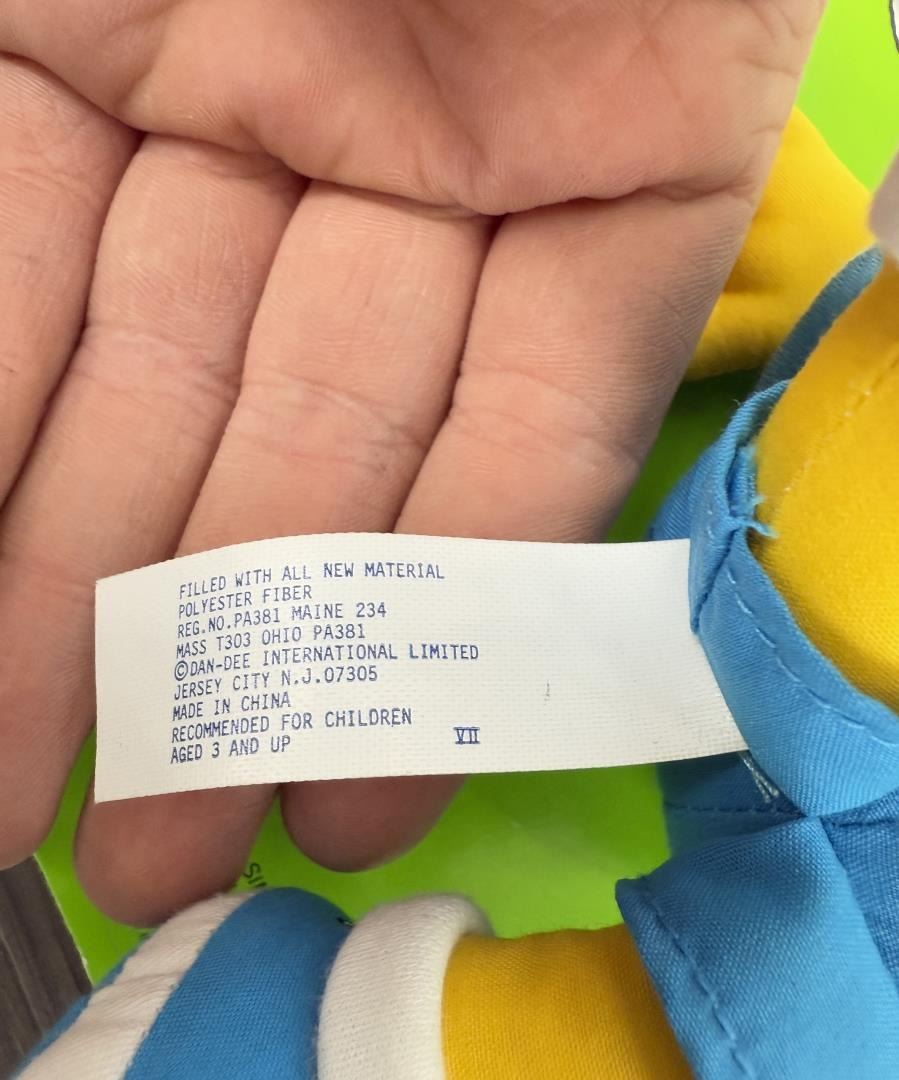 FILLED WITH ALL NEW MATERIAL
POLYESTER FIBER
REG.NO.PA381 MAINE 234
MASS T303 OHIO PA381
©DAN-DEE INTERNATIONAL LIMITED
JERSEY CITY N.J.07305
MADE IN CHINA
RECOMMENDED FOR CHILDREN
AGED 3 AND UP
VII